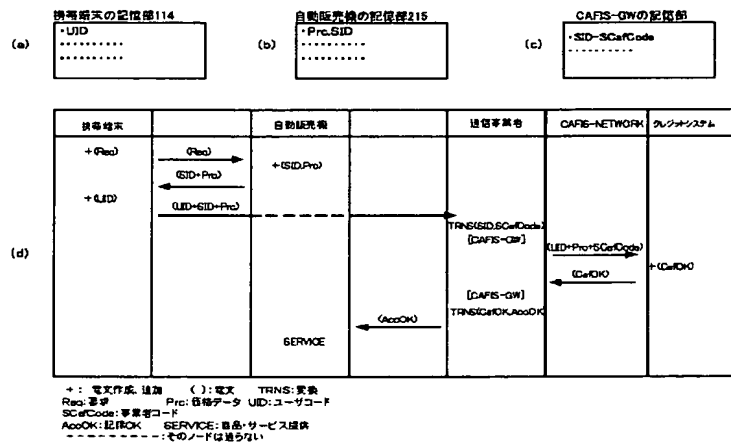 携帯端末の記憶部114
自動販売機の記憶部215
CAFIS-GWの記憶部
(a)
・UID
(b)
・Prc.SID
(c)
・SID-SCafCode
携帯端末
自動販売機
通信事業者
CAFIS-NETWORK
クレジットシステム
+(Req)
(Req)
+(SID.Prc)
(SID+Prc)
+(UID)
(UID+SID+Prc)
TRNS(SID,SCafCode)
[CAFIS-GW]
(d)
(UID+Prc+SCafCode)
+(CafOK)
(CafOK)
[CAFIS-GW]
(AccOK)
TRNS(CafOK,AccOK)
SERVICE
+: 電文作成、追加 ( ):電文 TRNS:変換
Req:要求 Prc:価格データ UID:ユーザコード
SCafCode:事業者コード
AccOK:記録OK SERVICE:商品・サービス提供
----------:そのノードは通らない